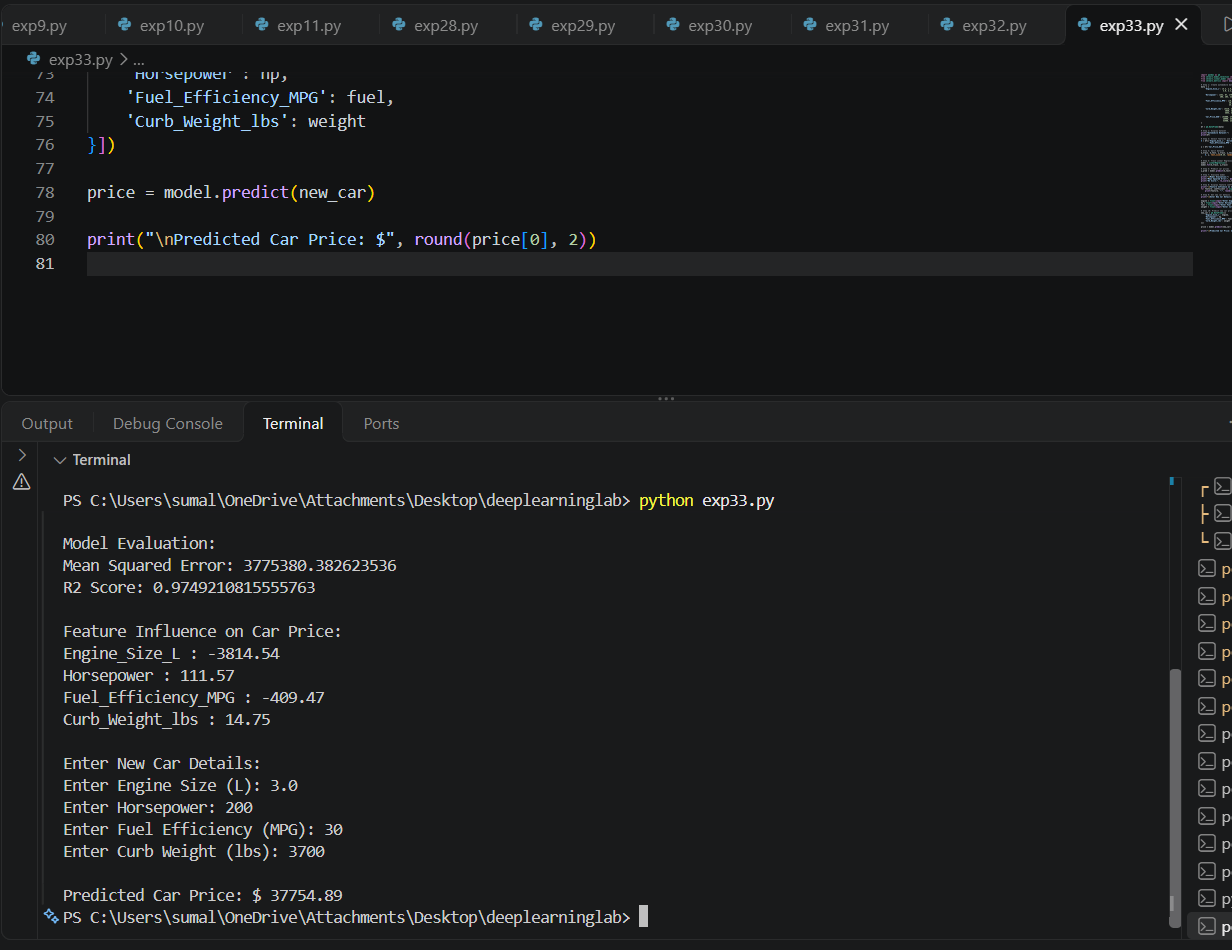 exp9.py exp10.py exp11.py exp28.py exp29.py exp30.py exp31.py exp32.py exp33.py
exp33.py > ...
73 'Horsepower': hp,
74 'Fuel_Efficiency_MPG': fuel,
75 'Curb_Weight_lbs': weight
76 }])
77
78 price = model.predict(new_car)
79
80 print("\nPredicted Car Price: $", round(price[0], 2))
81
Output Debug Console Terminal Ports
Terminal
PS C:\Users\sumal\OneDrive\Attachments\Desktop\deeplearninglab> python exp33.py
Model Evaluation:
Mean Squared Error: 3775380.382623536
R2 Score: 0.9749210815555763
Feature Influence on Car Price:
Engine_Size_L : -3814.54
Horsepower : 111.57
Fuel_Efficiency_MPG : -409.47
Curb_Weight_lbs : 14.75
Enter New Car Details:
Enter Engine Size (L): 3.0
Enter Horsepower: 200
Enter Fuel Efficiency (MPG): 30
Enter Curb Weight (lbs): 3700
Predicted Car Price: $ 37754.89
PS C:\Users\sumal\OneDrive\Attachments\Desktop\deeplearninglab>